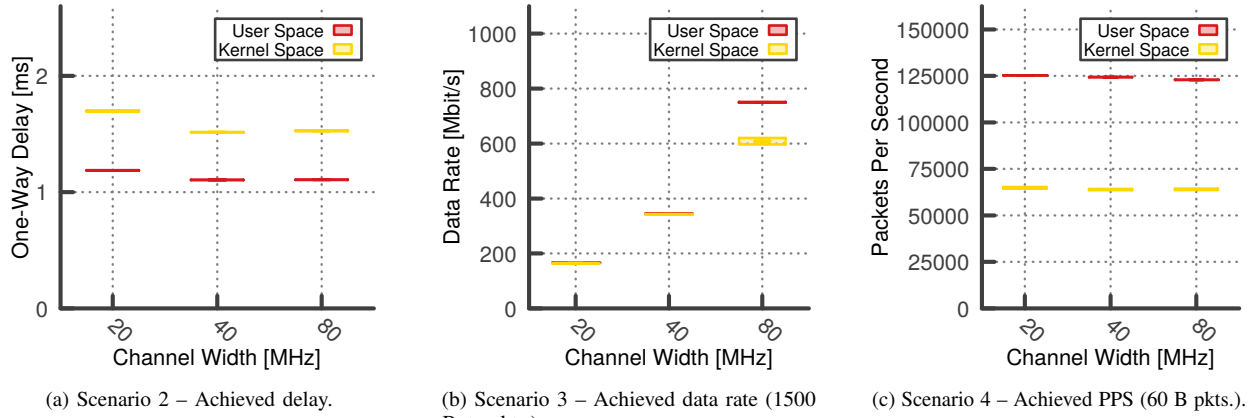 User Space
Kernel Space
2
1
0
20
40
80
One-Way Delay [ms]
Channel Width [MHz]
(a) Scenario 2 – Achieved delay.
User Space
Kernel Space
1000
800
600
400
200
0
20
40
80
Data Rate [Mbit/s]
Channel Width [MHz]
(b) Scenario 3 – Achieved data rate (1500
User Space
Kernel Space
150000
125000
100000
75000
50000
25000
0
20
40
80
Packets Per Second
Channel Width [MHz]
(c) Scenario 4 – Achieved PPS (60 B pkts.).